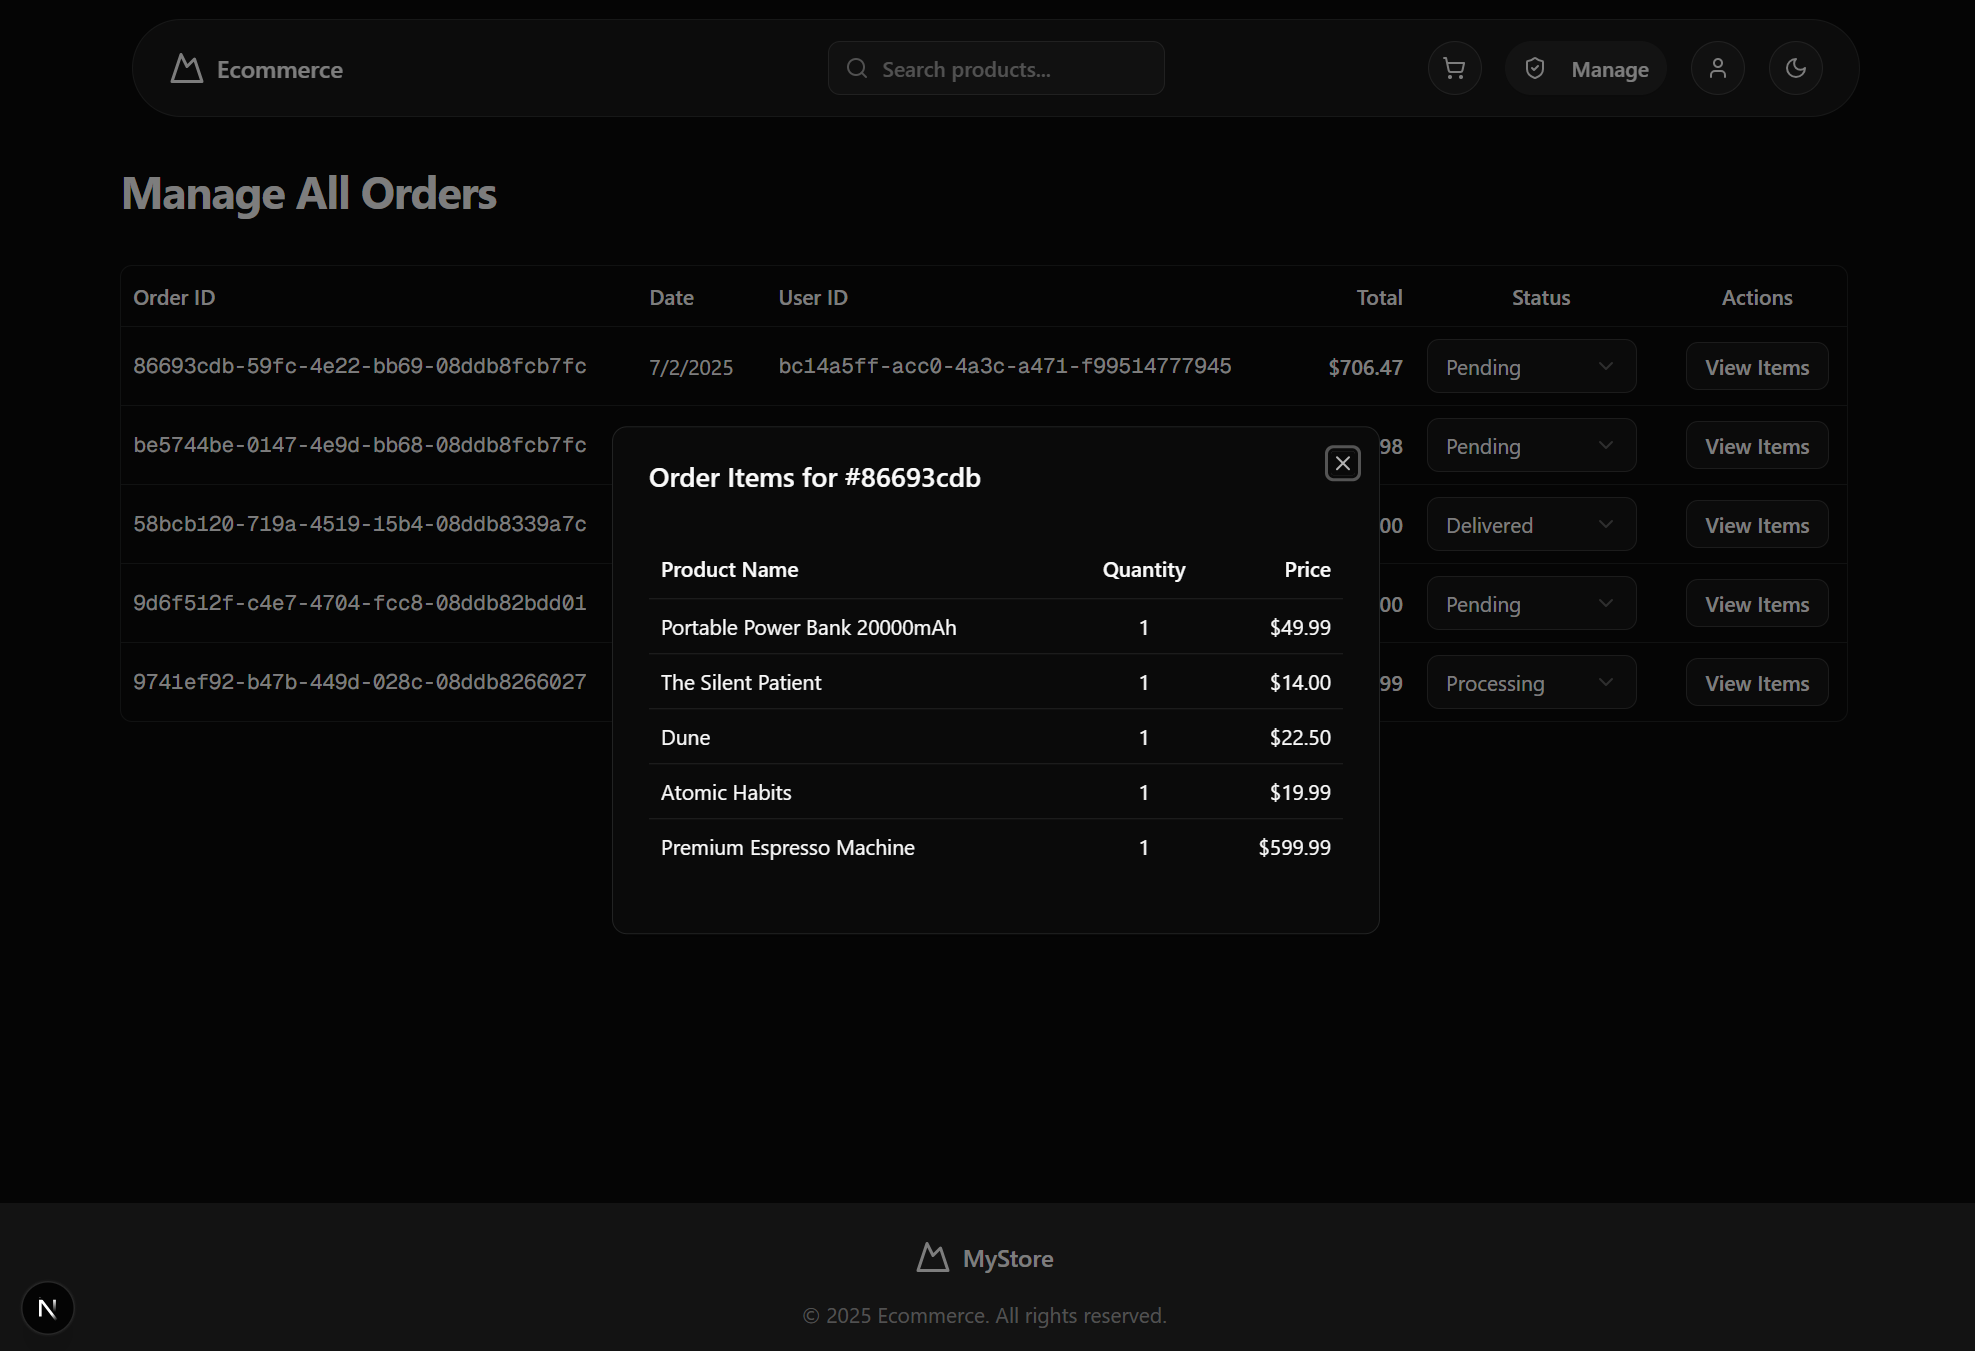 Ecommerce
Search products...
Manage
Manage All Orders
Order ID Date User ID Total Status Actions
86693cdb-59fc-4e22-bb69-08ddb8fcb7fc 7/2/2025 bc14a5ff-acc0-4a3c-a471-f99514777945 $706.47 Pending View Items
be5744be-0147-4e9d-bb68-08ddb8fcb7fc 98 Pending View Items
58bcb120-719a-4519-15b4-08ddb8339a7c 00 Delivered View Items
9d6f512f-c4e7-4704-fcc8-08ddb82bdd01 00 Pending View Items
9741ef92-b47b-449d-028c-08ddb8266027 99 Processing View Items
Order Items for #86693cdb
Product Name Quantity Price
Portable Power Bank 20000mAh 1 $49.99
The Silent Patient 1 $14.00
Dune 1 $22.50
Atomic Habits 1 $19.99
Premium Espresso Machine 1 $599.99
MyStore
© 2025 Ecommerce. All rights reserved.
N